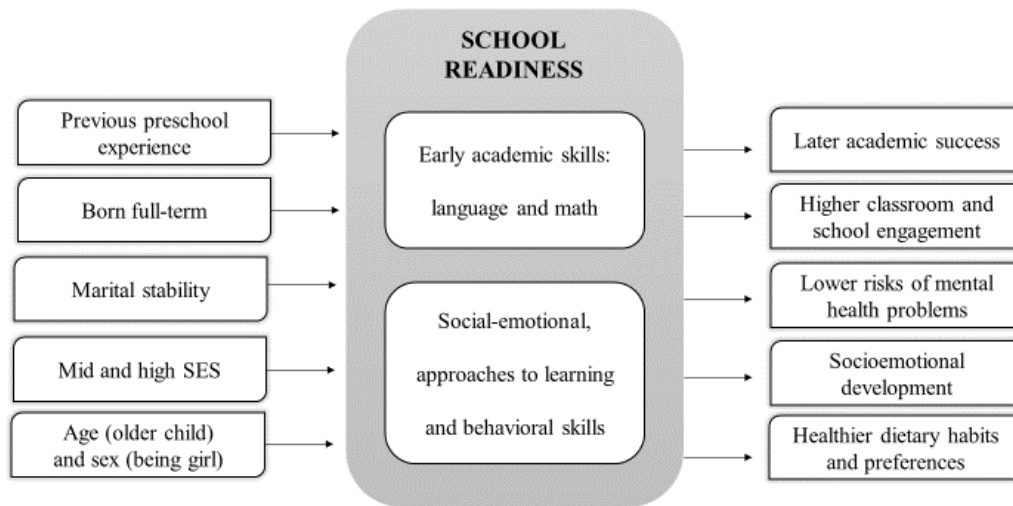 SCHOOL
READINESS
Previous preschool
experience
Born full-term
Marital stability
Mid and high SES
Age (older child)
and sex (being girl)
Early academic skills:
language and math
Social-emotional,
approaches to learning
and behavioral skills
Later academic success
Higher classroom and
school engagement
Lower risks of mental
health problems
Socioemotional
development
Healthier dietary habits
and preferences